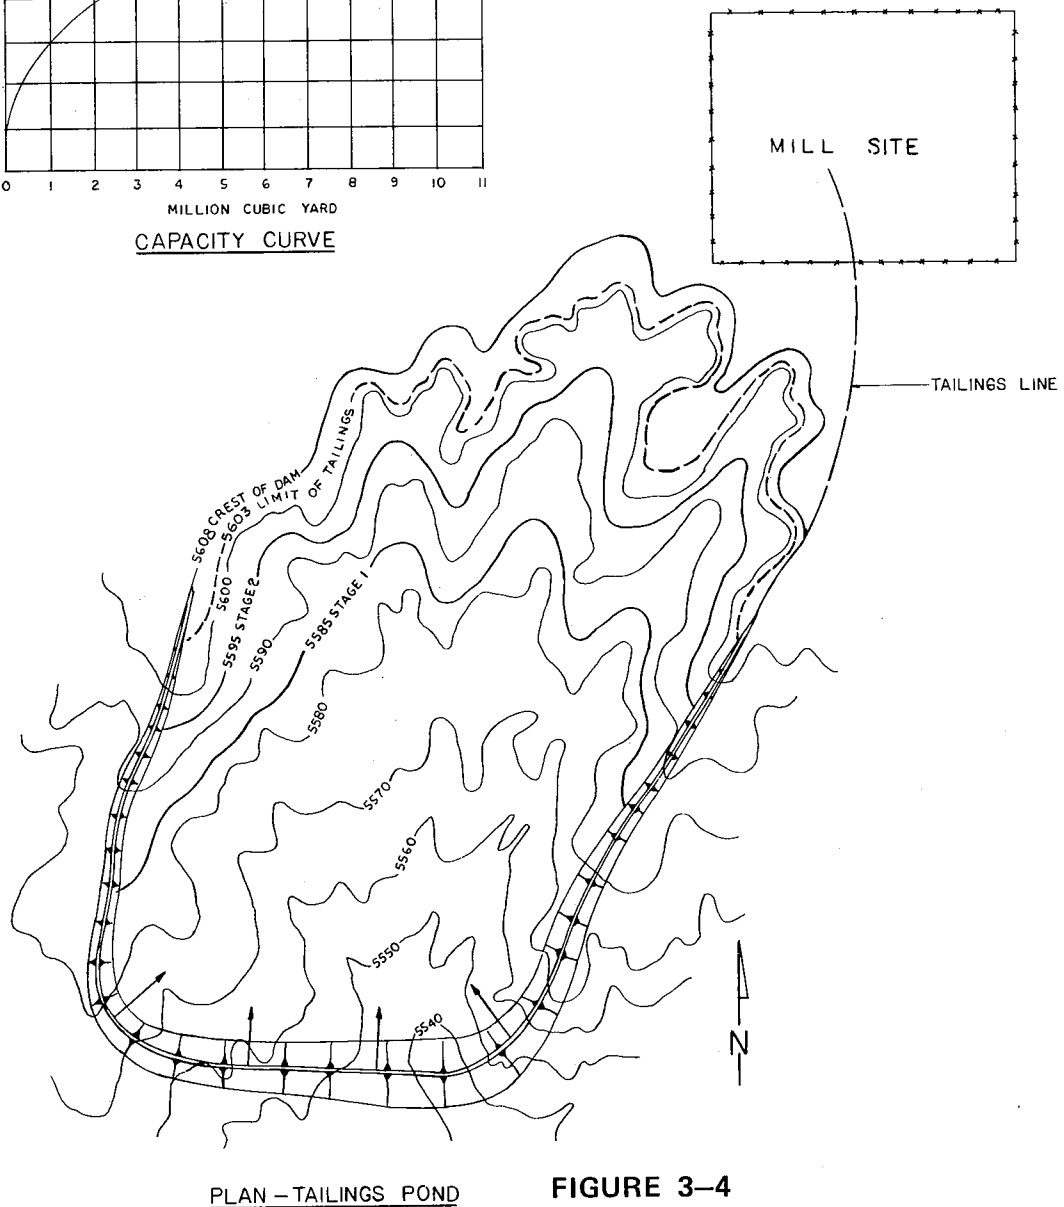 0 1 2 3 4 5 6 7 8 9 10 11
MILLION CUBIC YARD
CAPACITY CURVE
MILL SITE
TAILINGS LINE
5608 CREST OF DAM
5603 LIMIT OF TAILINGS
5600
5595 STAGE 2
5590
5585 STAGE 1
5580
5570
5560
5550
5540
N
PLAN - TAILINGS POND
FIGURE 3-4